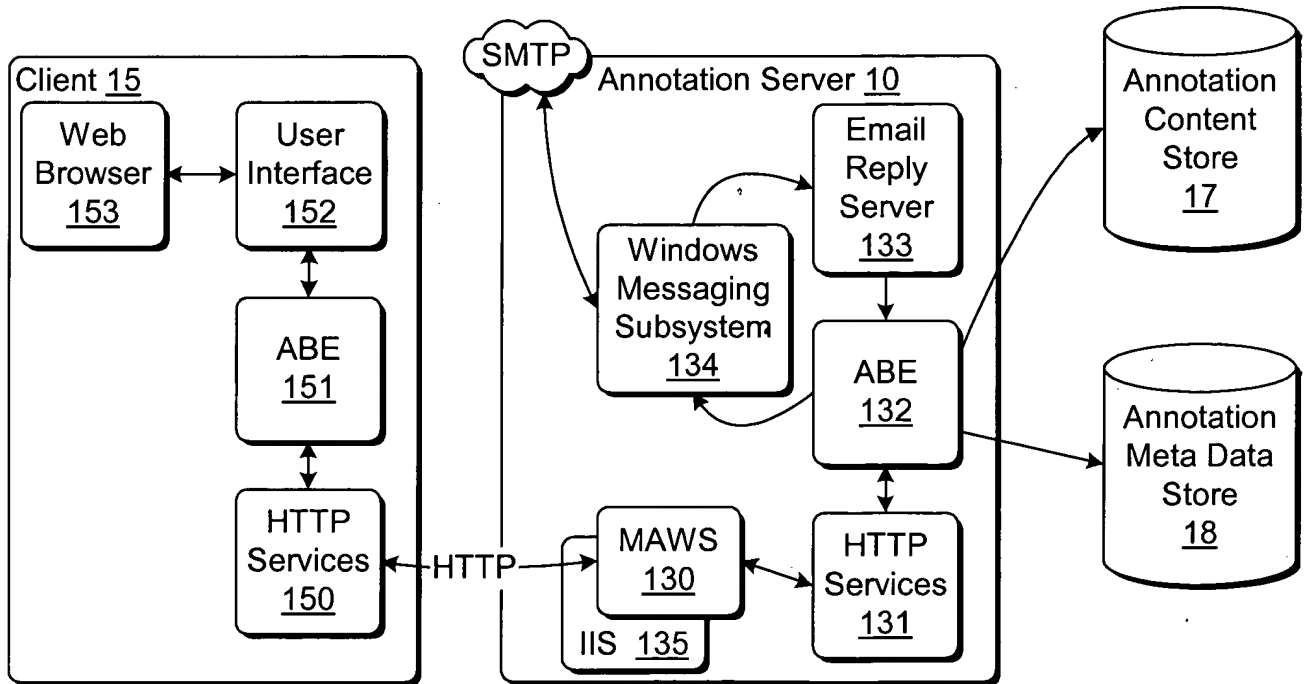 Client 15
Web
Browser
153
User
Interface
152
ABE
151
HTTP
Services
150
HTTP
SMTP
Annotation Server 10
Email
Reply
Server
133
Windows
Messaging
Subsystem
134
ABE
132
MAWS
130
IIS 135
HTTP
Services
131
Annotation
Content
Store
17
Annotation
Meta Data
Store
18